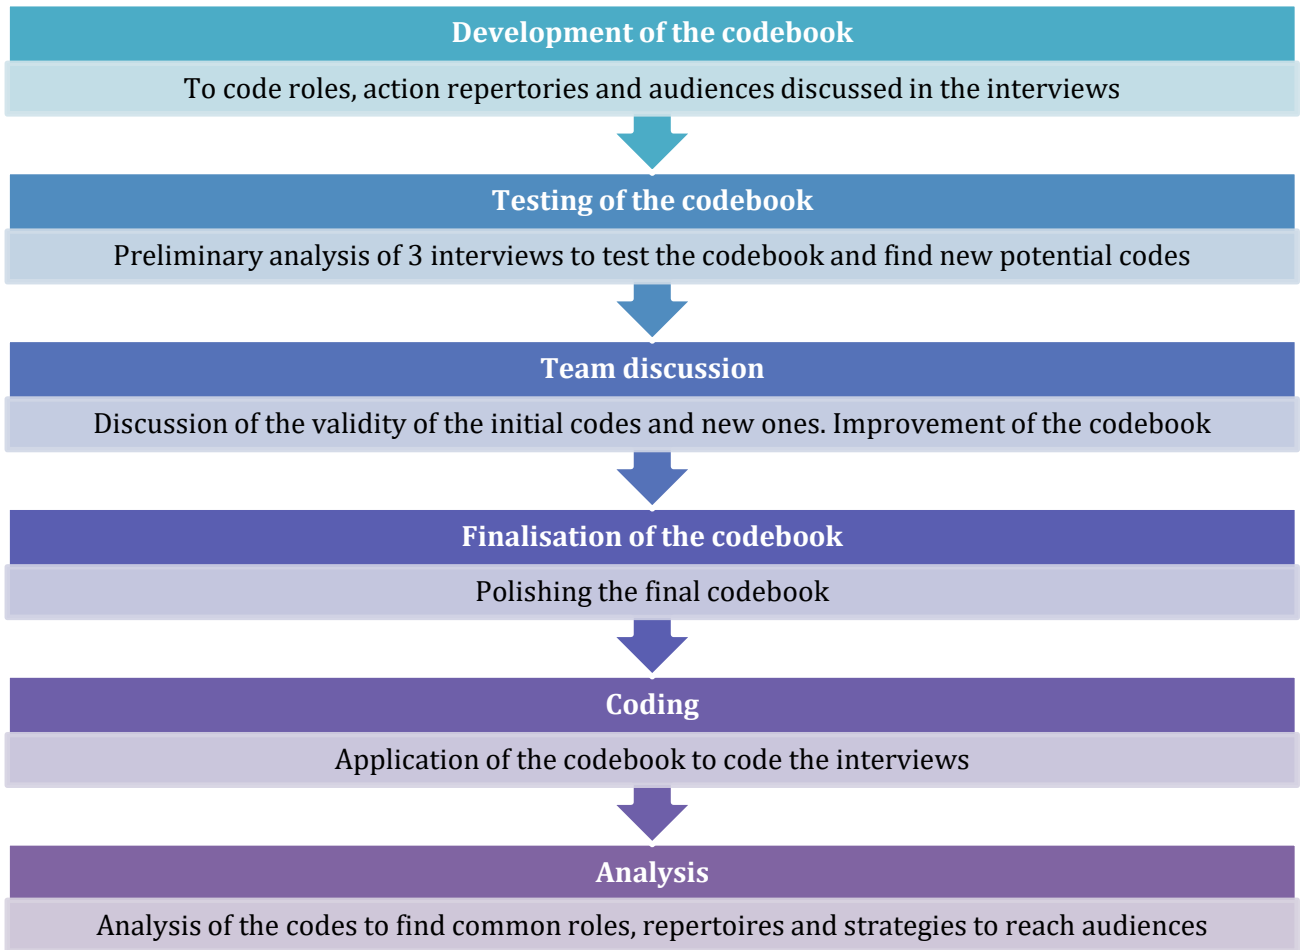 Development of the codebook
To code roles, action repertories and audiences discussed in the interviews
Testing of the codebook
Preliminary analysis of 3 interviews to test the codebook and find new potential codes
Team discussion
Discussion of the validity of the initial codes and new ones. Improvement of the codebook
Finalisation of the codebook
Polishing the final codebook
Coding
Application of the codebook to code the interviews
Analysis
Analysis of the codes to find common roles, repertoires and strategies to reach audiences